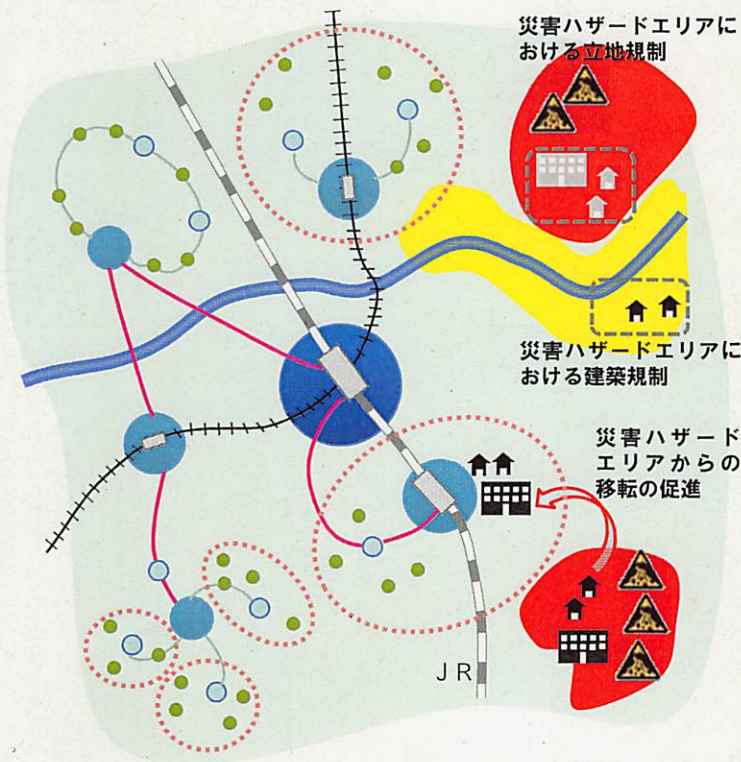 災害ハザードエリアに
おける立地規制
災害ハザードエリアに
おける建築規制
災害ハザード
エリアからの
移転の促進
ＪＲ